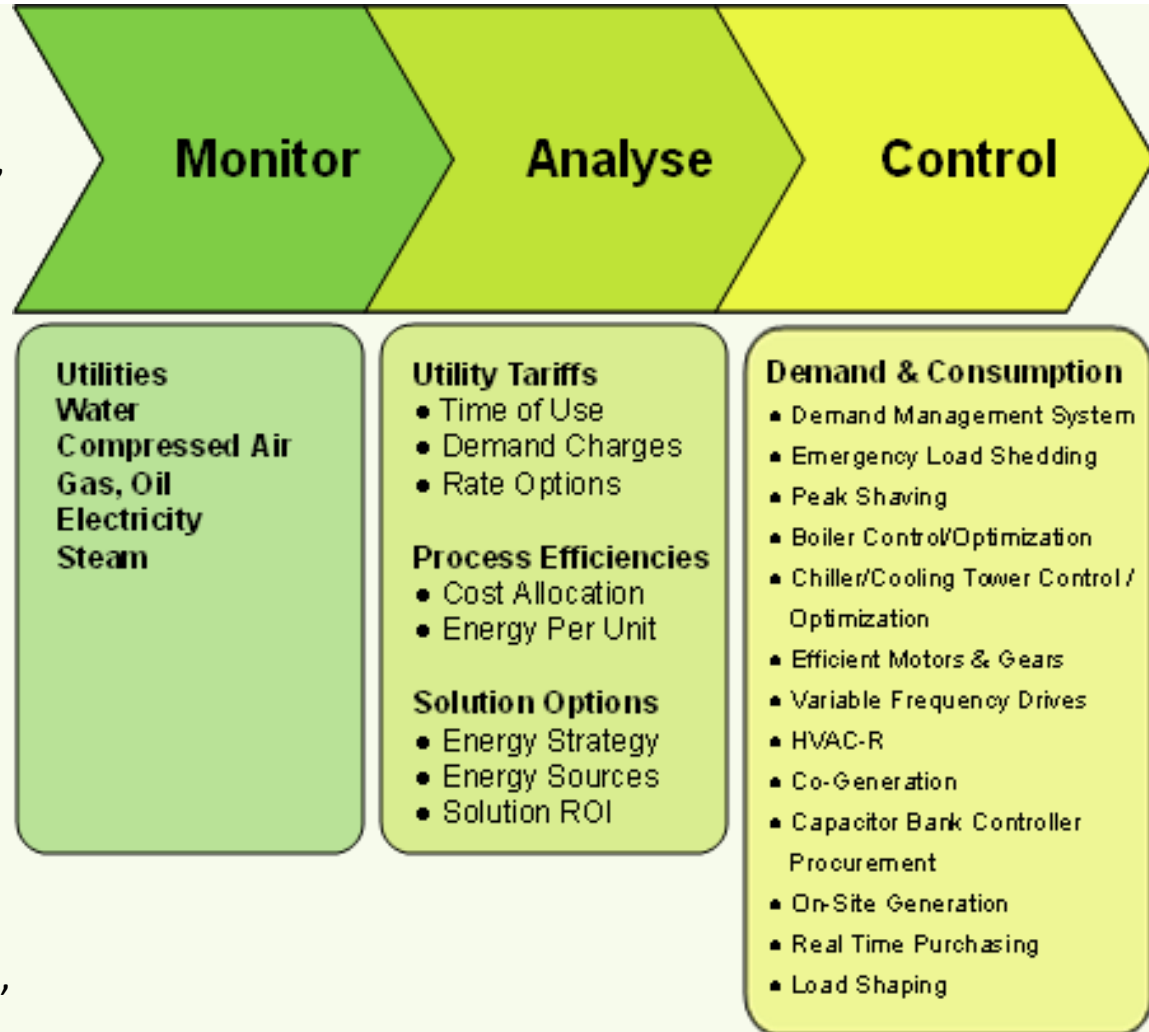 Monitor
Analyse
Control
,
Utilities
Water
Compressed Air
Gas, Oil
Electricity
Steam
Utility Tariffs
● Time of Use
● Demand Charges
● Rate Options
Process Efficiencies
● Cost Allocation
● Energy Per Unit
Solution Options
● Energy Strategy
● Energy Sources
● Solution ROI
Demand & Consumption
● Demand Management System
● Emergency Load Shedding
● Peak Shaving
● Boiler Control/Optimization
● Chiller/Cooling Tower Control /
Optimization
● Efficient Motors & Gears
● Variable Frequency Drives
● HVAC-R
● Co-Generation
● Capacitor Bank Controller
Procurement
● On-Site Generation
● Real Time Purchasing
● Load Shaping
,